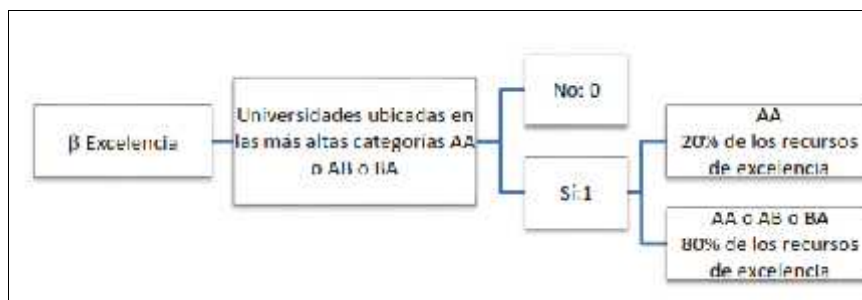 β Excelencia
Universidades ubicadas en
las más altas categorías AA
o AB o BA
No: 0
Sí:1
AA
20% de los recursos
de excelencia
AA o AB o BA
80% de los recursos
de excelencia